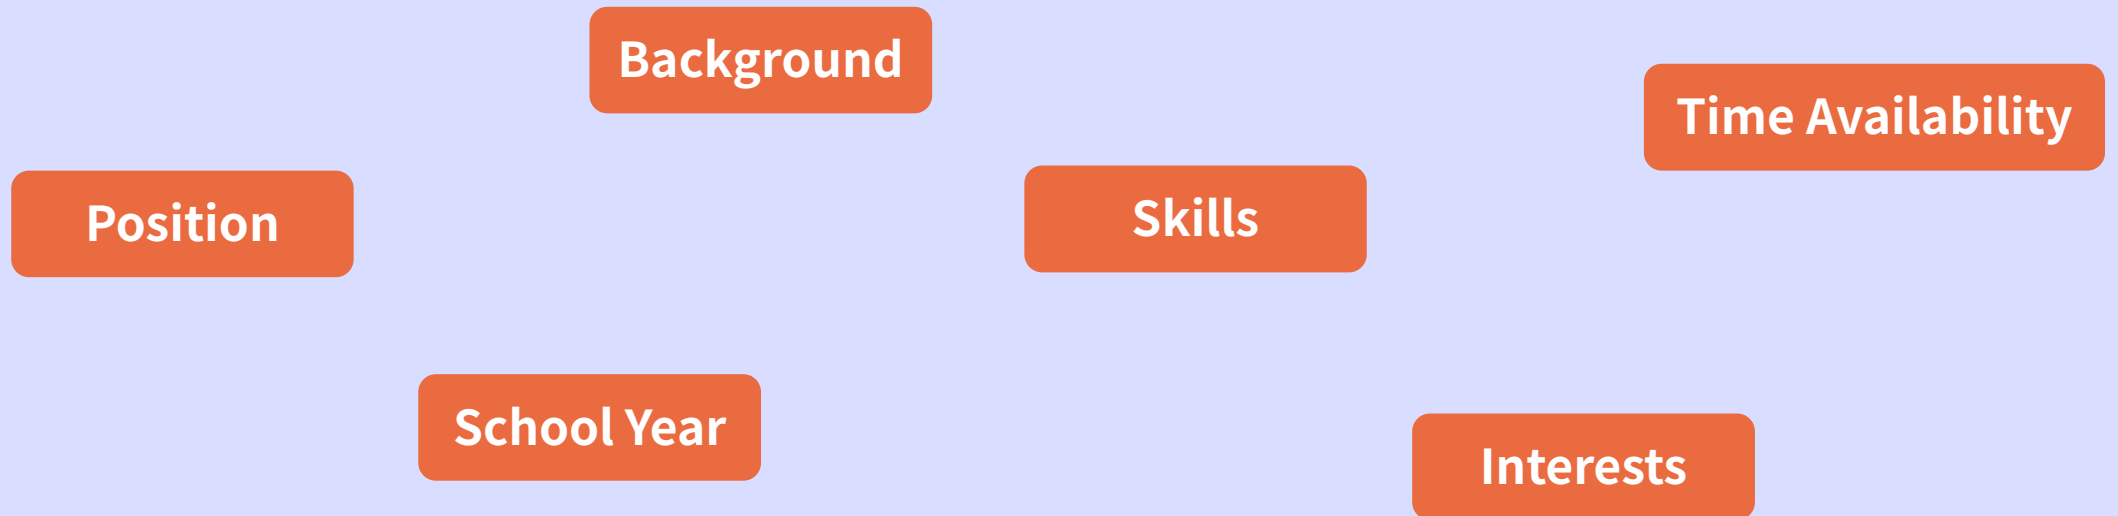 Background
Time Availability
Position
Skills
School Year
Interests